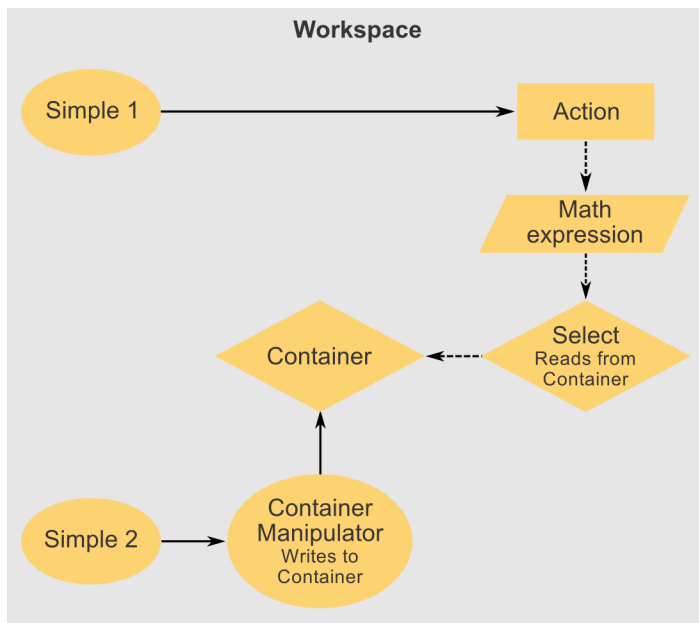 Workspace
Simple 1
Action
Math
expression
Select
Reads from
Container
Container
Simple 2
Container
Manipulator
Writes to
Container